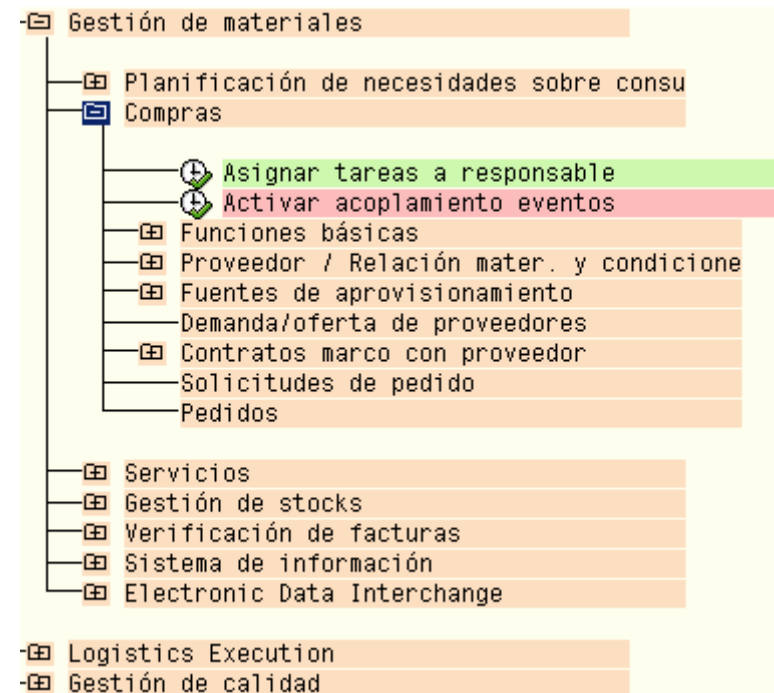 Gestión de materiales
Planificación de necesidades sobre consu
Compras
Asignar tareas a responsable
Activar acoplamiento eventos
Funciones básicas
Proveedor / Relación mater. y condicione
Fuentes de aprovisionamiento
Demanda/oferta de proveedores
Contratos marco con proveedor
Solicitudes de pedido
Pedidos
Servicios
Gestión de stocks
Verificación de facturas
Sistema de información
Electronic Data Interchange
Logistics Execution
Gestión de calidad